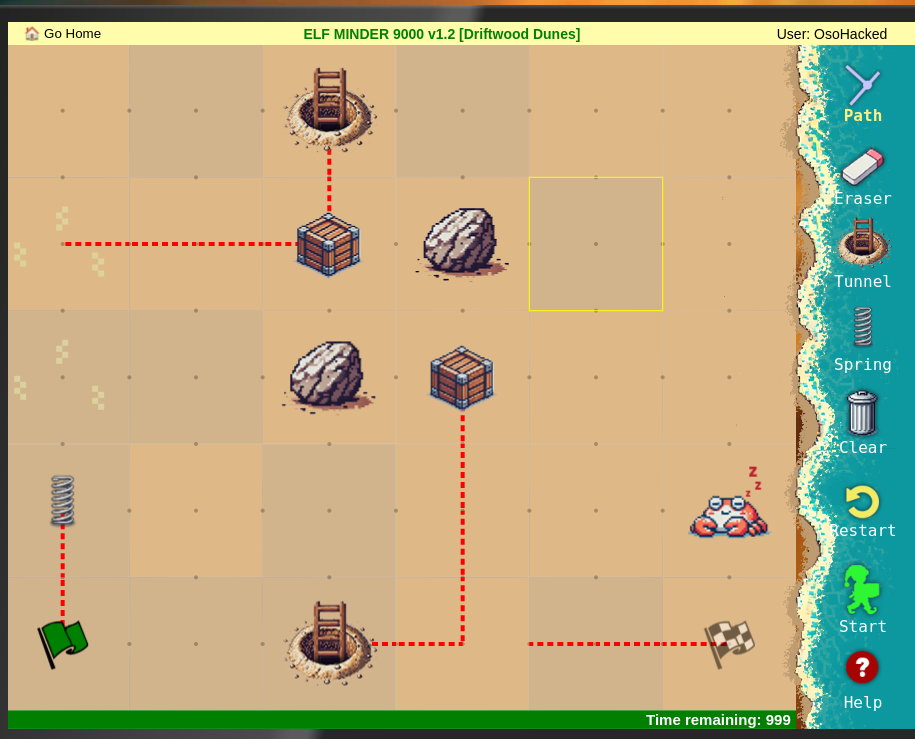 Go Home
ELF MINDER 9000 v1.2 [Driftwood Dunes]
User: OsoHacked
Path
Eraser
Tunnel
Spring
Clear
z
z
z
Restart
Start
?
Help
Time remaining: 999